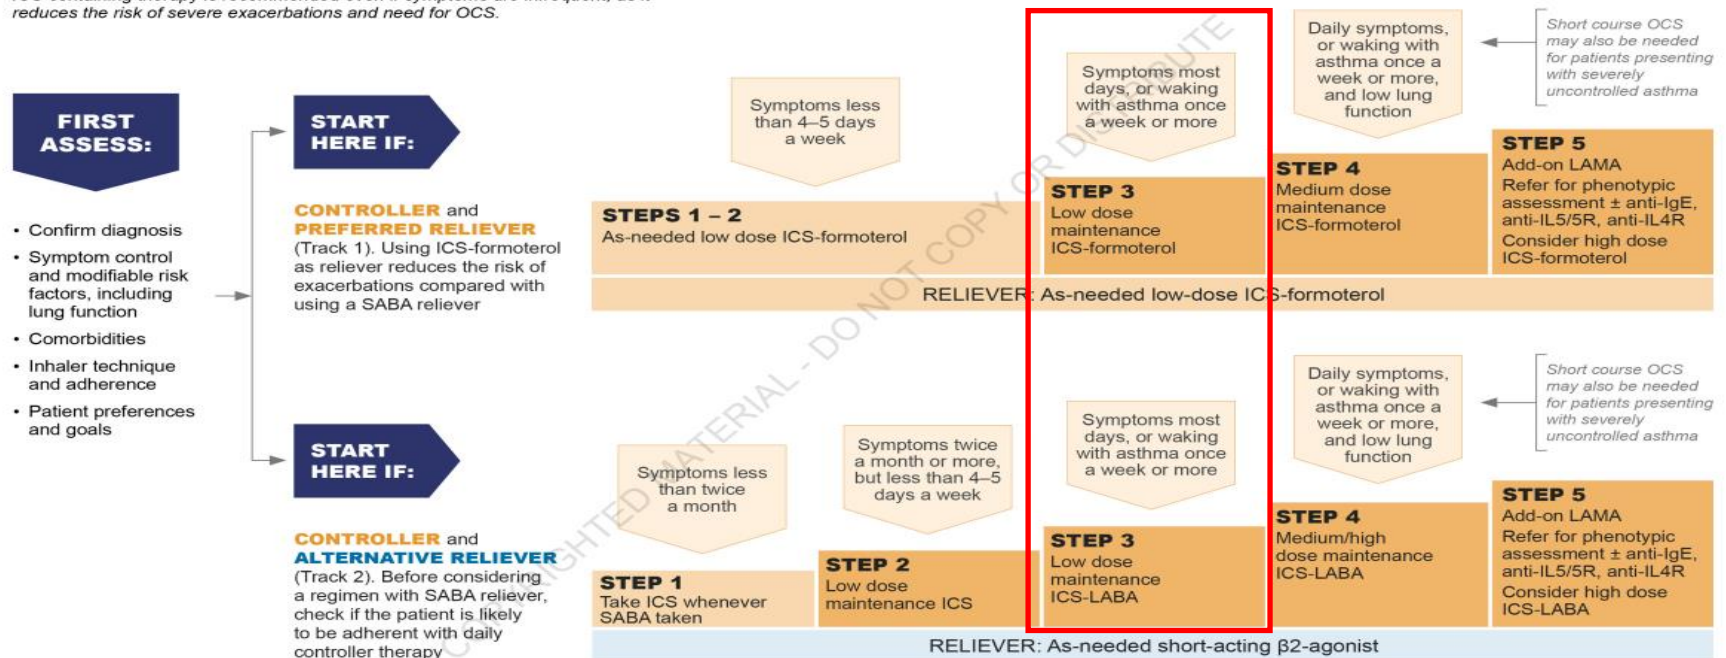 reduces the risk of severe exacerbations and need for OCS.
FIRST
ASSESS:
• Confirm diagnosis
• Symptom control
and modifiable risk
factors, including
lung function
• Comorbidities
• Inhaler technique
and adherence
• Patient preferences
and goals
START
HERE IF:
CONTROLLER and
PREFERRED RELIEVER
(Track 1). Using ICS-formoterol
as reliever reduces the risk of
exacerbations compared with
using a SABA reliever
Symptoms less
than 4–5 days
a week
Symptoms most
days, or waking
with asthma once
a week or more
Daily symptoms,
or waking with
asthma once a
week or more,
and low lung
function
Short course OCS
may also be needed
for patients presenting
with severely
uncontrolled asthma
STEPS 1 – 2
As-needed low dose ICS-formoterol
STEP 3
Low dose
maintenance
ICS-formoterol
STEP 4
Medium dose
maintenance
ICS-formoterol
STEP 5
Add-on LAMA
Refer for phenotypic
assessment ± anti-IgE,
anti-IL5/5R, anti-IL4R
Consider high dose
ICS-formoterol
RELIEVER: As-needed low-dose ICS-formoterol
START
HERE IF:
CONTROLLER and
ALTERNATIVE RELIEVER
(Track 2). Before considering
a regimen with SABA reliever,
check if the patient is likely
to be adherent with daily
controller therapy
Symptoms less
than twice
a month
Symptoms twice
a month or more,
but less than 4–5
days a week
Symptoms most
days, or waking
with asthma once
a week or more
Daily symptoms,
or waking with
asthma once a
week or more,
and low lung
function
Short course OCS
may also be needed
for patients presenting
with severely
uncontrolled asthma
STEP 1
Take ICS whenever
SABA taken
STEP 2
Low dose
maintenance ICS
STEP 3
Low dose
maintenance
ICS-LABA
STEP 4
Medium/high
dose maintenance
ICS-LABA
STEP 5
Add-on LAMA
Refer for phenotypic
assessment ± anti-IgE,
anti-IL5/5R, anti-IL4R
Consider high dose
ICS-LABA
RELIEVER: As-needed short-acting β2-agonist
COPYRIGHTED MATERIAL - DO NOT COPY OR DISTRIBUTE